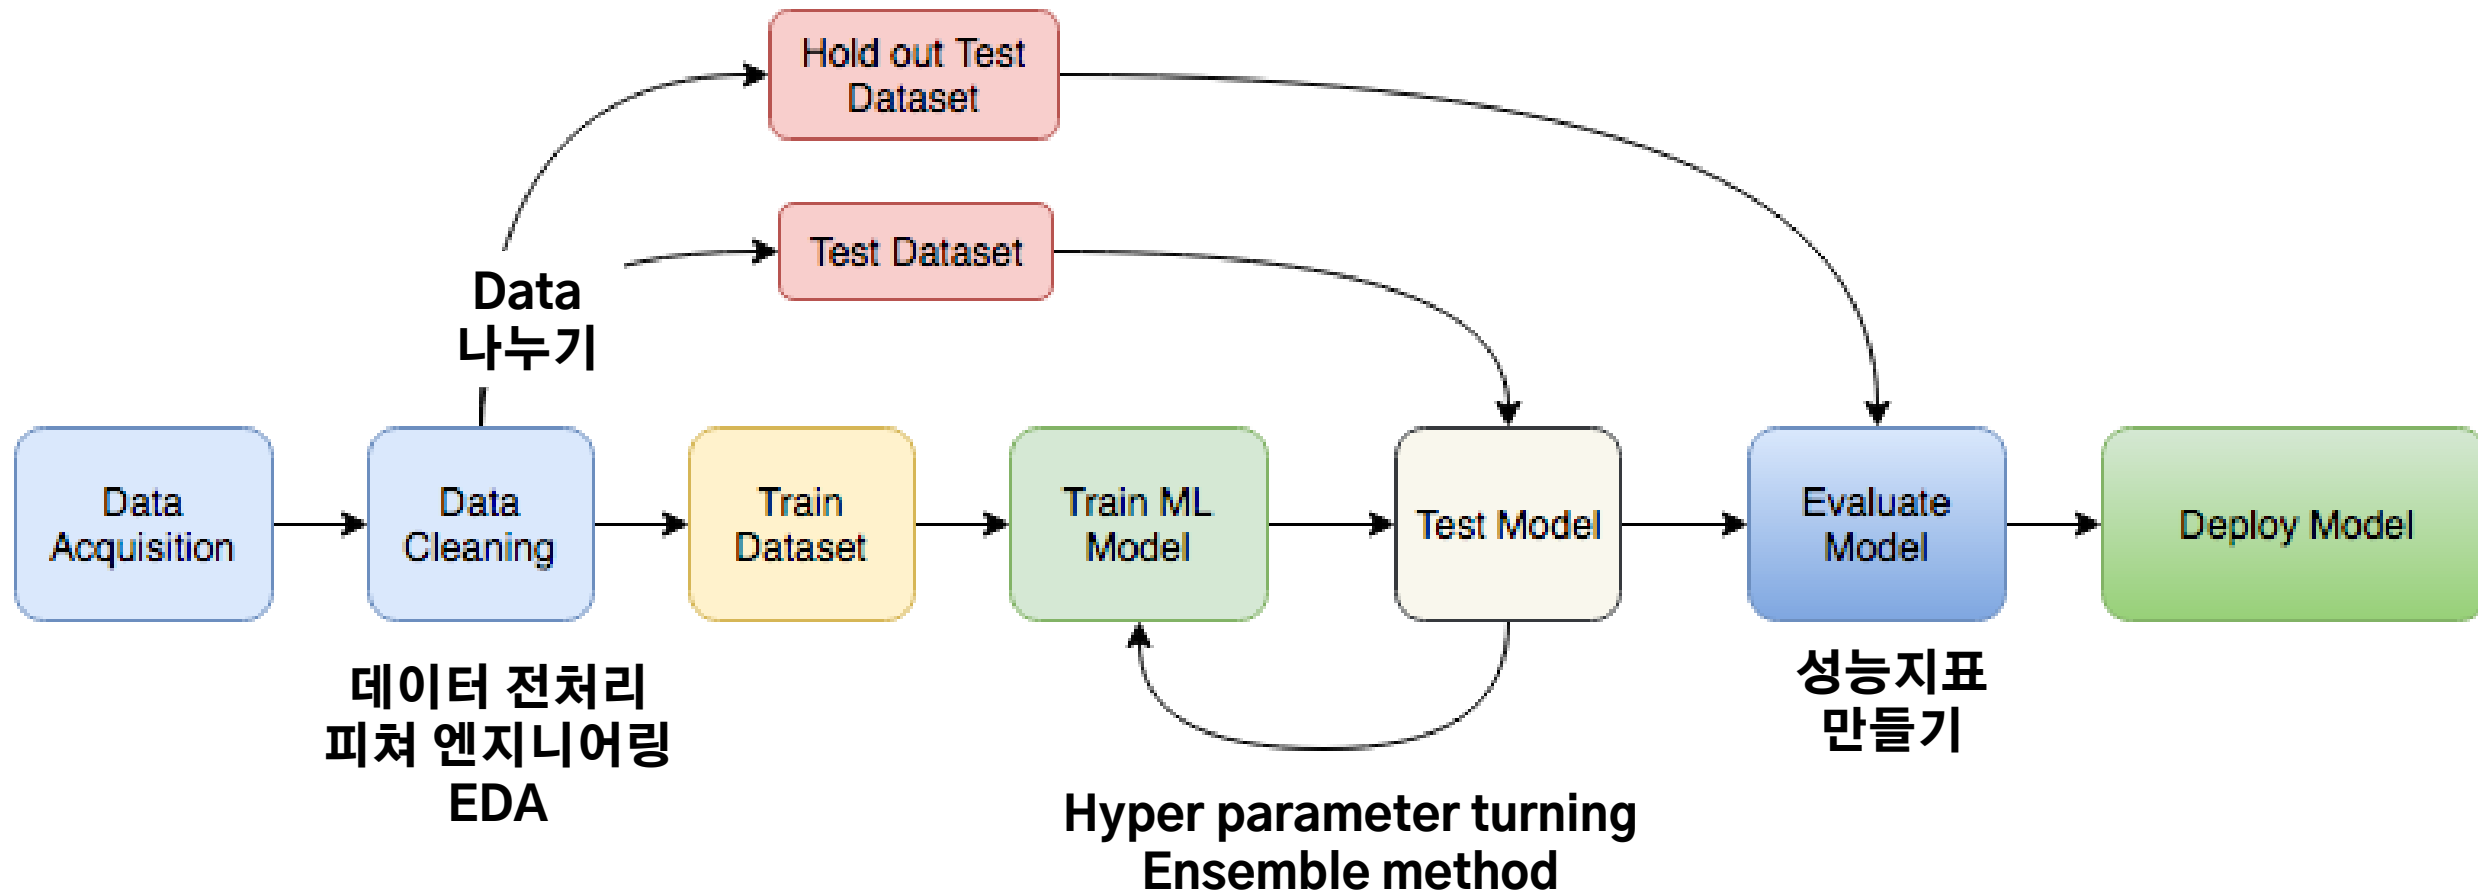 Hold out Test
Dataset
Test Dataset
Data
나누기
Data
Acquisition
Data
Cleaning
Train
Dataset
Train ML
Model
Test Model
Evaluate
Model
Deploy Model
데이터 전처리
피쳐 엔지니어링
EDA
성능지표
만들기
Hyper parameter turning
Ensemble method